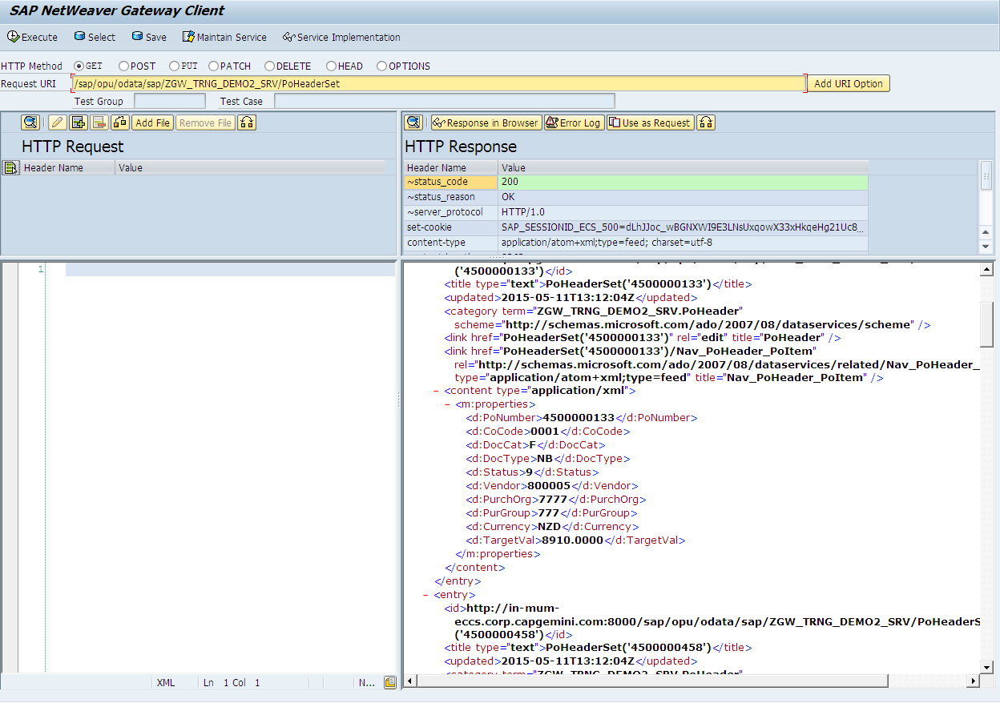 SAP NetWeaver Gateway Client
Execute Select Save Maintain Service Service Implementation
HTTP Method GET POST PUT PATCH DELETE HEAD OPTIONS
Request URI /sap/opu/odata/sap/ZGW_TRNG_DEMO2_SRV/PoHeaderSet Add URI Option
Test Group Test Case
Add File Remove File
HTTP Request
Header Name Value
Response in Browser Error Log Use as Request
HTTP Response
Header Name Value
~status_code 200
~status_reason OK
~server_protocol HTTP/1.0
set-cookie SAP_SESSIONID_ECS_500=dLhJJoc_wBGNXWI9E3LNsUxqowX33xHkqeHg21Uc8...
content-type application/atom+xml;type=feed; charset=utf-8
1
('4500000133')</id>
<title type="text">PoHeaderSet('4500000133')</title>
<updated>2015-05-11T13:12:04Z</updated>
<category term="ZGW_TRNG_DEMO2_SRV.PoHeader"
scheme="http://schemas.microsoft.com/ado/2007/08/dataservices/scheme" />
<link href="PoHeaderSet('4500000133')" rel="edit" title="PoHeader" />
<link href="PoHeaderSet('4500000133')/Nav_PoHeader_PoItem"
rel="http://schemas.microsoft.com/ado/2007/08/dataservices/related/Nav_PoHeader_
type="application/atom+xml;type=feed" title="Nav_PoHeader_PoItem" />
- <content type="application/xml">
- <m:properties>
<d:PoNumber>4500000133</d:PoNumber>
<d:CoCode>0001</d:CoCode>
<d:DocCat>F</d:DocCat>
<d:DocType>NB</d:DocType>
<d:Status>9</d:Status>
<d:Vendor>800005</d:Vendor>
<d:PurchOrg>7777</d:PurchOrg>
<d:PurGroup>777</d:PurGroup>
<d:Currency>NZD</d:Currency>
<d:TargetVal>8910.0000</d:TargetVal>
</m:properties>
</content>
</entry>
- <entry>
<id>http://in-mum-
eccs.corp.capgemini.com:8000/sap/opu/odata/sap/ZGW_TRNG_DEMO2_SRV/PoHeaderS
('4500000458')</id>
<title type="text">PoHeaderSet('4500000458')</title>
<updated>2015-05-11T13:12:04Z</updated>
<category term="ZGW_TRNG_DEMO2_SRV.PoHeader"
XML Ln 1 Col 1 N...